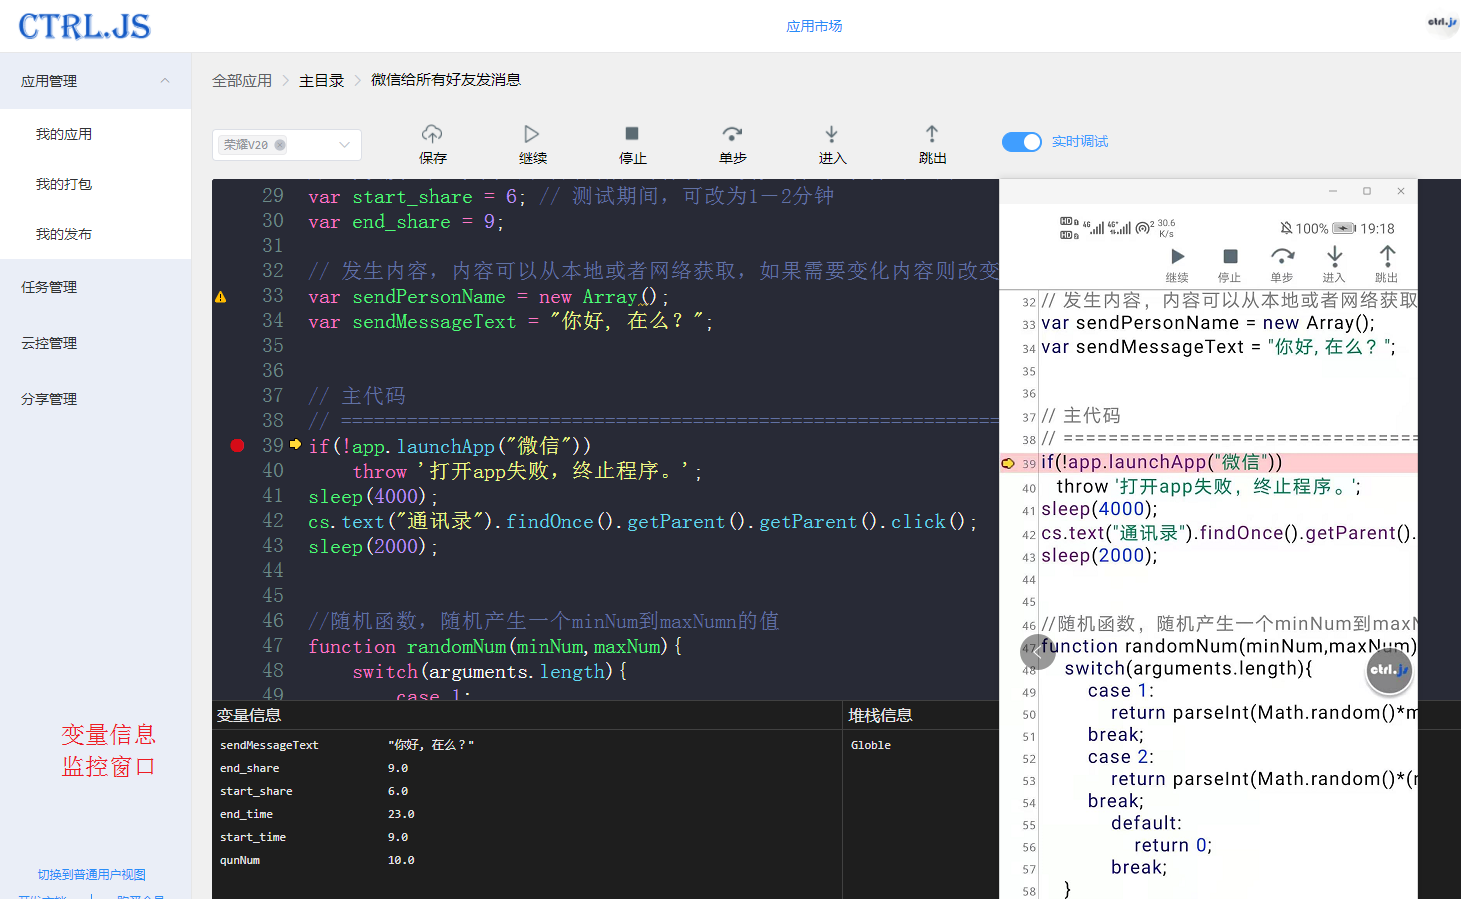 CTRL.JS
应用市场
ctrl.js
应用管理
我的应用
我的打包
我的发布
任务管理
云控管理
分享管理
变量信息
监控窗口
切换到普通用户视图
全部应用 > 主目录 > 微信给所有好友发消息
荣耀V20
保存 继续 停止 单步 进入 跳出
实时调试
29 var start_share = 6; // 测试期间，可改为1－2分钟
30 var end_share = 9;
31
32 // 发生内容，内容可以从本地或者网络获取，如果需要变化内容则改变
33 var sendPersonName = new Array();
34 var sendMessageText = "你好, 在么？";
35
36
37 // 主代码
38 // ============================================================
39 if(!app.launchApp("微信"))
40 throw '打开app失败，终止程序。';
41 sleep(4000);
42 cs.text("通讯录").findOnce().getParent().getParent().click();
43 sleep(2000);
44
45
46 //随机函数，随机产生一个minNum到maxNumn的值
47 function randomNum(minNum,maxNum){
48 switch(arguments.length){
49 case 1:
变量信息
sendMessageText "你好, 在么？"
end_share 9.0
start_share 6.0
end_time 23.0
start_time 9.0
qunNum 10.0
堆栈信息
Globle
HD 4G 4G+ 30.6 K/s 100% 19:18
继续 停止 单步 进入 跳出
32 // 发生内容，内容可以从本地或者网络获取
33 var sendPersonName = new Array();
34 var sendMessageText = "你好, 在么？";
35
36
37 // 主代码
38 // ==============================
39 if(!app.launchApp("微信"))
40 throw '打开app失败，终止程序。';
41 sleep(4000);
42 cs.text("通讯录").findOnce().getParent().
43 sleep(2000);
44
45
46 //随机函数，随机产生一个minNum到maxN
47 function randomNum(minNum,maxNum)
48 switch(arguments.length){
49 case 1:
50 return parseInt(Math.random()*m
51 break;
52 case 2:
53 return parseInt(Math.random()*(
54 break;
55 default:
56 return 0;
57 break;
58 }
ctrl.js